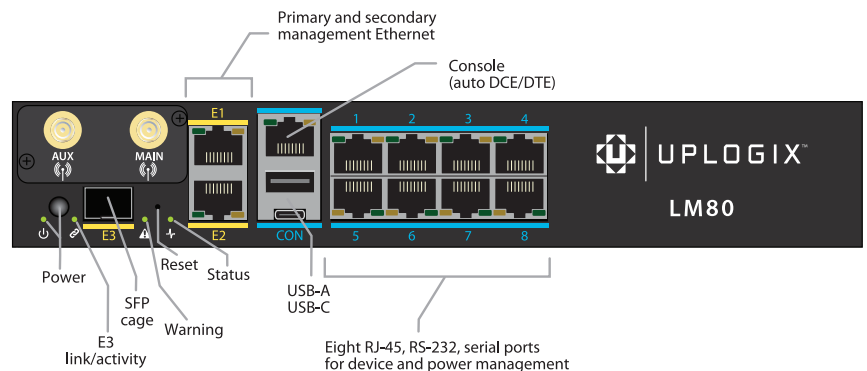 Primary and secondary
management Ethernet
Console
(auto DCE/DTE)
E1
1 2 3 4
AUX MAIN
UPLOGIX™
LM80
E3 E2 CON 5 6 7 8
Power
SFP
cage
Reset
Status
Warning
E3
link/activity
USB-A
USB-C
Eight RJ-45, RS-232, serial ports
for device and power management